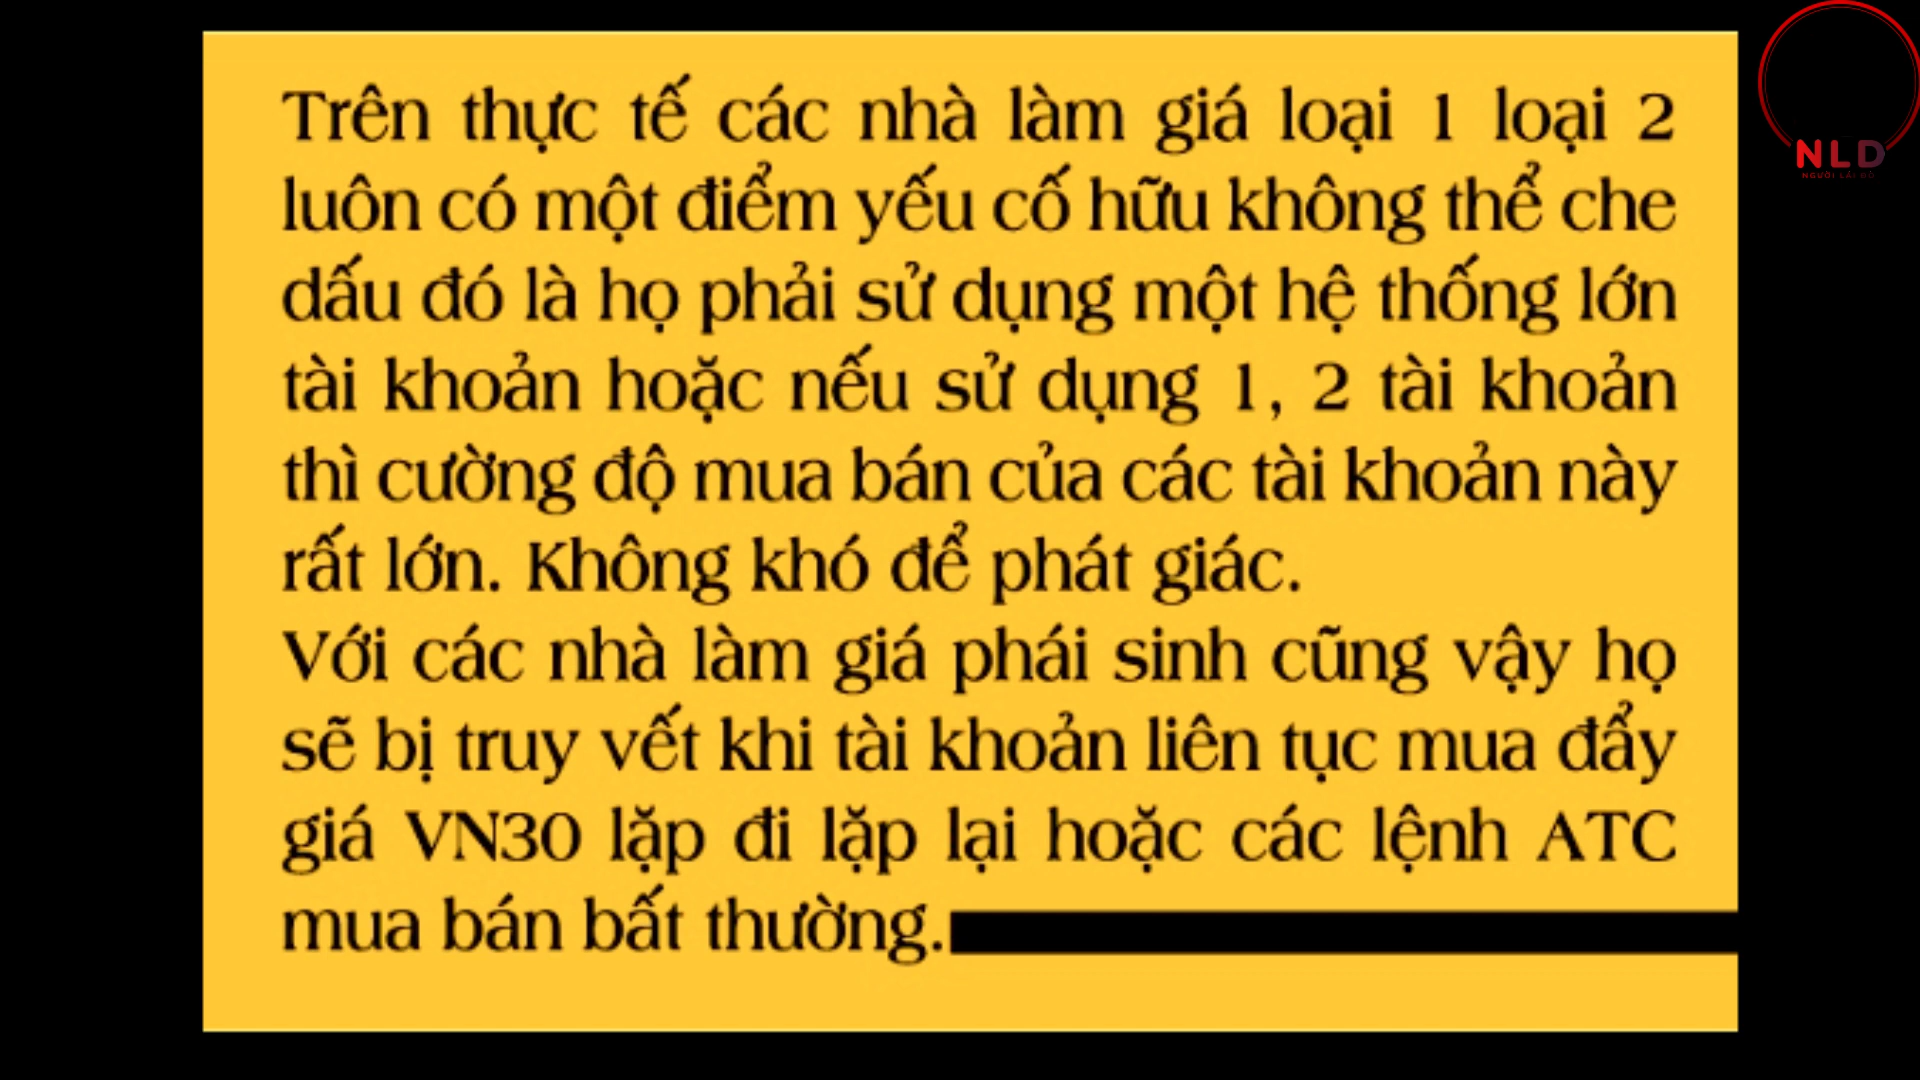 Trên thực tế các nhà làm giá loại 1 loại 2
luôn có một điểm yếu cố hữu không thể che
dấu đó là họ phải sử dụng một hệ thống lớn
tài khoản hoặc nếu sử dụng 1, 2 tài khoản
thì cường độ mua bán của các tài khoản này
rất lớn. Không khó để phát giác.
Với các nhà làm giá phái sinh cũng vậy họ
sẽ bị truy vết khi tài khoản liên tục mua đẩy
giá VN30 lặp đi lặp lại hoặc các lệnh ATC
mua bán bất thường.
NLD
NGƯỜI LÁI ĐÒ